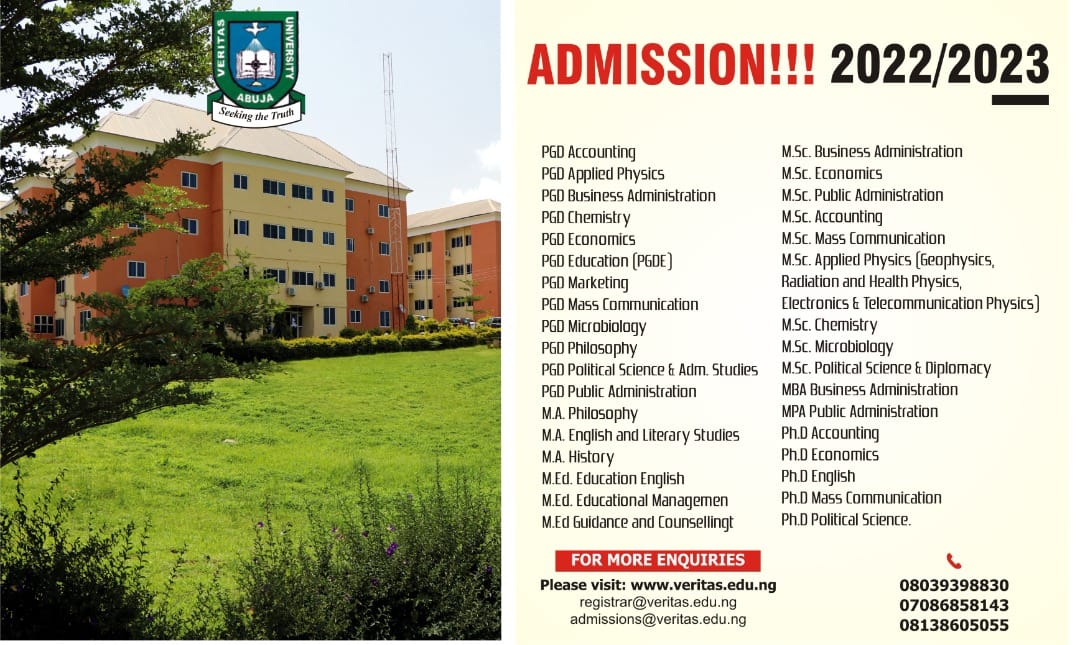 VERITAS
UNIVERSITY
ABUJA
Seeking the Truth
ADMISSION!!! 2022/2023
PGD Accounting
PGD Applied Physics
PGD Business Administration
PGD Chemistry
PGD Economics
PGD Education (PGDE)
PGD Marketing
PGD Mass Communication
PGD Microbiology
PGD Philosophy
PGD Political Science & Adm. Studies
PGD Public Administration
M.A. Philosophy
M.A. English and Literary Studies
M.A. History
M.Ed. Education English
M.Ed. Educational Managemen
M.Ed Guidance and Counsellingt
M.Sc. Business Administration
M.Sc. Economics
M.Sc. Public Administration
M.Sc. Accounting
M.Sc. Mass Communication
M.Sc. Applied Physics (Geophysics,
Radiation and Health Physics,
Electronics & Telecommunication Physics)
M.Sc. Chemistry
M.Sc. Microbiology
M.Sc. Political Science & Diplomacy
MBA Business Administration
MPA Public Administration
Ph.D Accounting
Ph.D Economics
Ph.D English
Ph.D Mass Communication
Ph.D Political Science.
FOR MORE ENQUIRIES
Please visit: www.veritas.edu.ng
registrar@veritas.edu.ng
admissions@veritas.edu.ng
08039398830
07086858143
08138605055